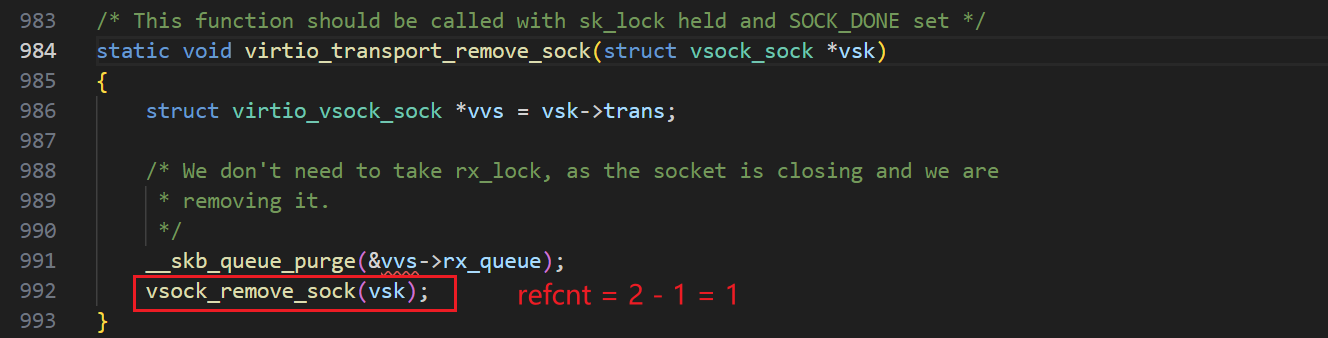 983 /* This function should be called with sk_lock held and SOCK_DONE set */
984 static void virtio_transport_remove_sock(struct vsock_sock *vsk)
985 {
986     struct virtio_vsock_sock *vvs = vsk->trans;
987
988     /* We don't need to take rx_lock, as the socket is closing and we are
989      * removing it.
990      */
991     __skb_queue_purge(&vvs->rx_queue);
992     vsock_remove_sock(vsk); refcnt = 2 - 1 = 1
993 }